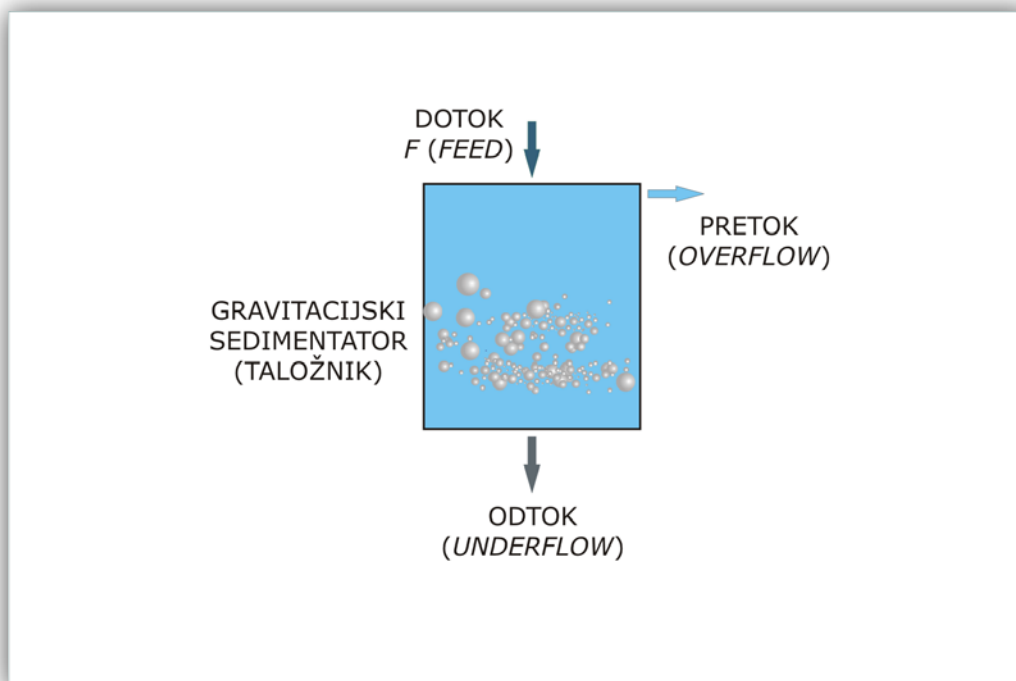 DOTOK
F (FEED)
PRETOK
(OVERFLOW)
GRAVITACIJSKI
SEDIMENTATOR
(TALOŽNIK)
ODTOK
(UNDERFLOW)